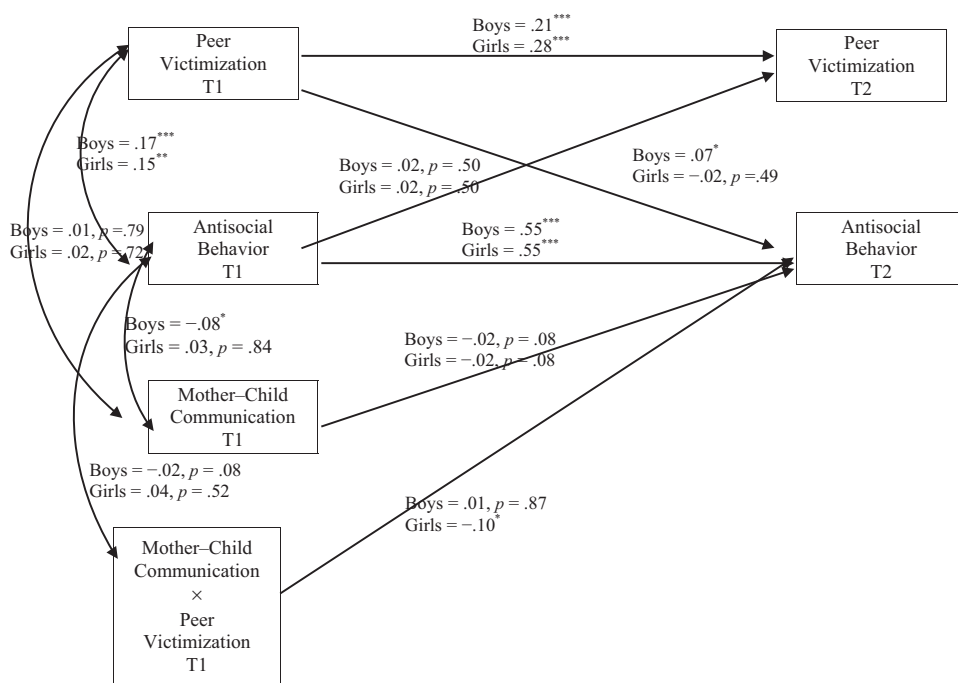 Boys = .21***
Girls = .28***
Peer
Victimization
T1
Peer
Victimization
T2
Boys = .17***
Girls = .15**
Boys = .02, p = .50
Girls = .02, p = .50
Boys = .07*
Girls = −.02, p =.49
Boys = .01, p =.79
Girls = .02, p =.72
Antisocial
Behavior
T1
Boys = .55***
Girls = .55***
Antisocial
Behavior
T2
Boys = −.08*
Girls = .03, p = .84
Boys = −.02, p = .08
Girls = −.02, p = .08
Mother–Child
Communication
T1
Boys = −.02, p = .08
Girls = .04, p = .52
Boys = .01, p = .87
Girls = −.10*
Mother–Child
Communication
×
Peer
Victimization
T1